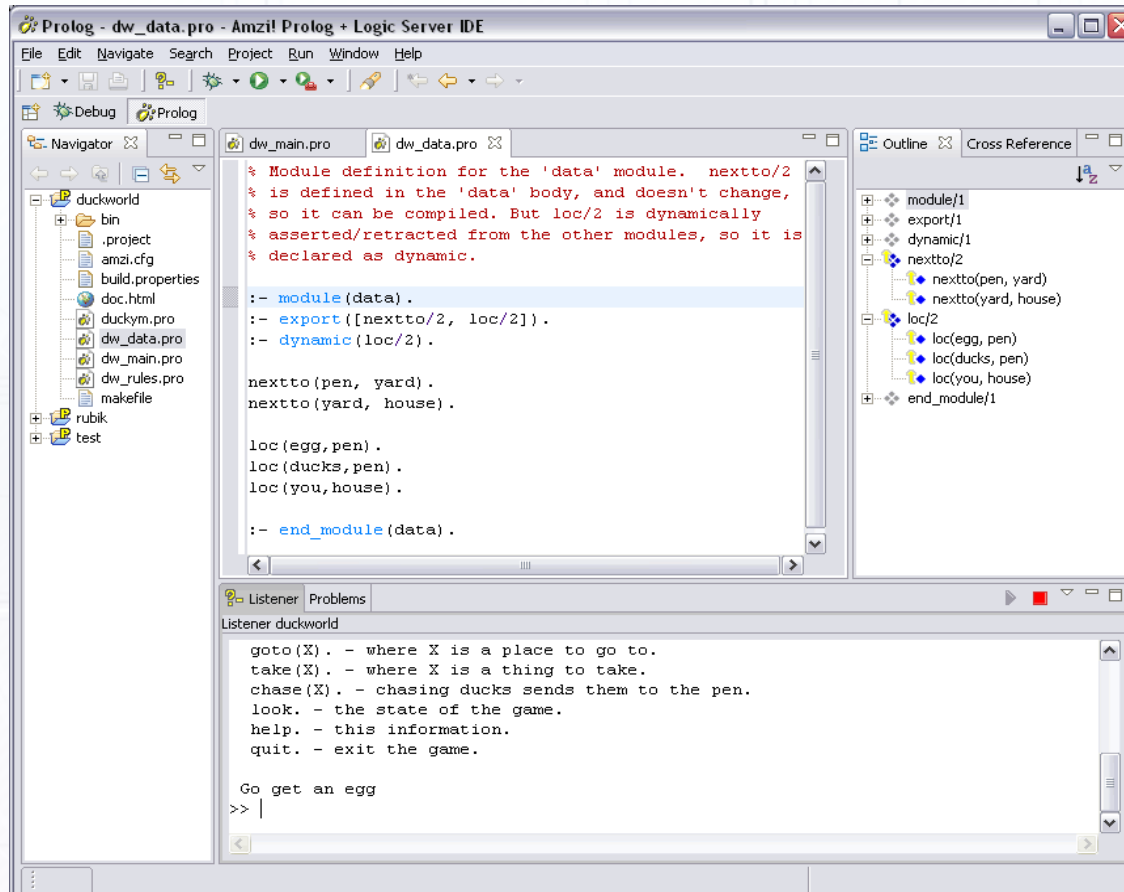 Prolog - dw_data.pro - Amzi! Prolog + Logic Server IDE
File Edit Navigate Search Project Run Window Help
Debug Prolog
Navigator
duckworld
bin
.project
amzi.cfg
build.properties
doc.html
duckym.pro
dw_data.pro
dw_main.pro
dw_rules.pro
makefile
rubik
test
dw_main.pro dw_data.pro
% Module definition for the 'data' module.  nextto/2
% is defined in the 'data' body, and doesn't change,
% so it can be compiled. But loc/2 is dynamically
% asserted/retracted from the other modules, so it is
% declared as dynamic.
:- module(data).
:- export([nextto/2, loc/2]).
:- dynamic(loc/2).
nextto(pen, yard).
nextto(yard, house).
loc(egg,pen).
loc(ducks,pen).
loc(you,house).
:- end_module(data).
Outline Cross Reference
module/1
export/1
dynamic/1
nextto/2
nextto(pen, yard)
nextto(yard, house)
loc/2
loc(egg, pen)
loc(ducks, pen)
loc(you, house)
end_module/1
Listener Problems
Listener duckworld
goto(X). - where X is a place to go to.
take(X). - where X is a thing to take.
chase(X). - chasing ducks sends them to the pen.
look. - the state of the game.
help. - this information.
quit. - exit the game.
Go get an egg
>>